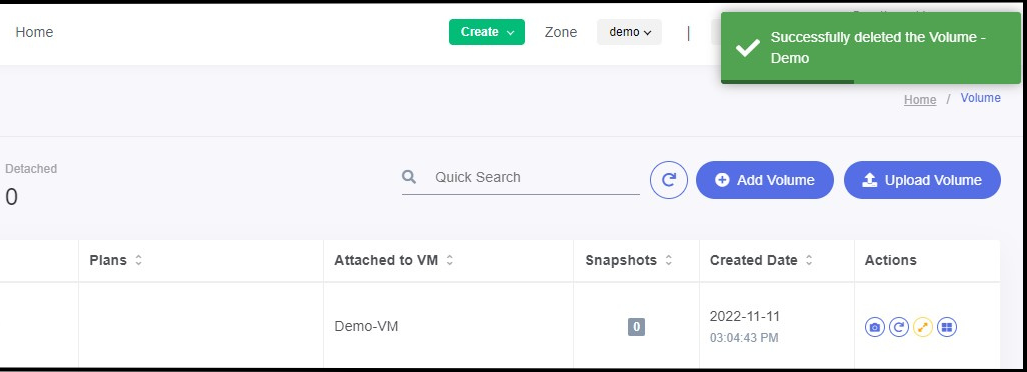 Home
Create
Zone
demo
|
Successfully deleted the Volume -
Demo
Home / Volume
Detached
0
Quick Search
Add Volume
Upload Volume
Plans
Attached to VM
Snapshots
Created Date
Actions
Demo-VM
0
2022-11-11
03:04:43 PM